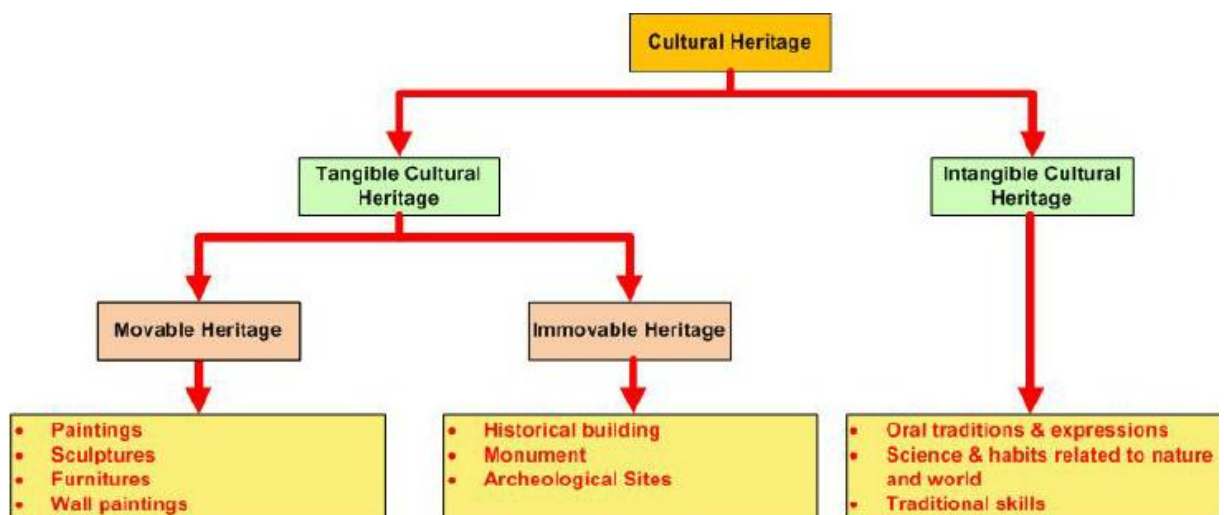 Cultural Heritage
Tangible Cultural
Heritage
Intangible Cultural
Heritage
Movable Heritage
Immovable Heritage
• Paintings
• Sculptures
• Furnitures
• Wall paintings
• Historical building
• Monument
• Archeological Sites
• Oral traditions & expressions
• Science & habits related to nature
and world
• Traditional skills